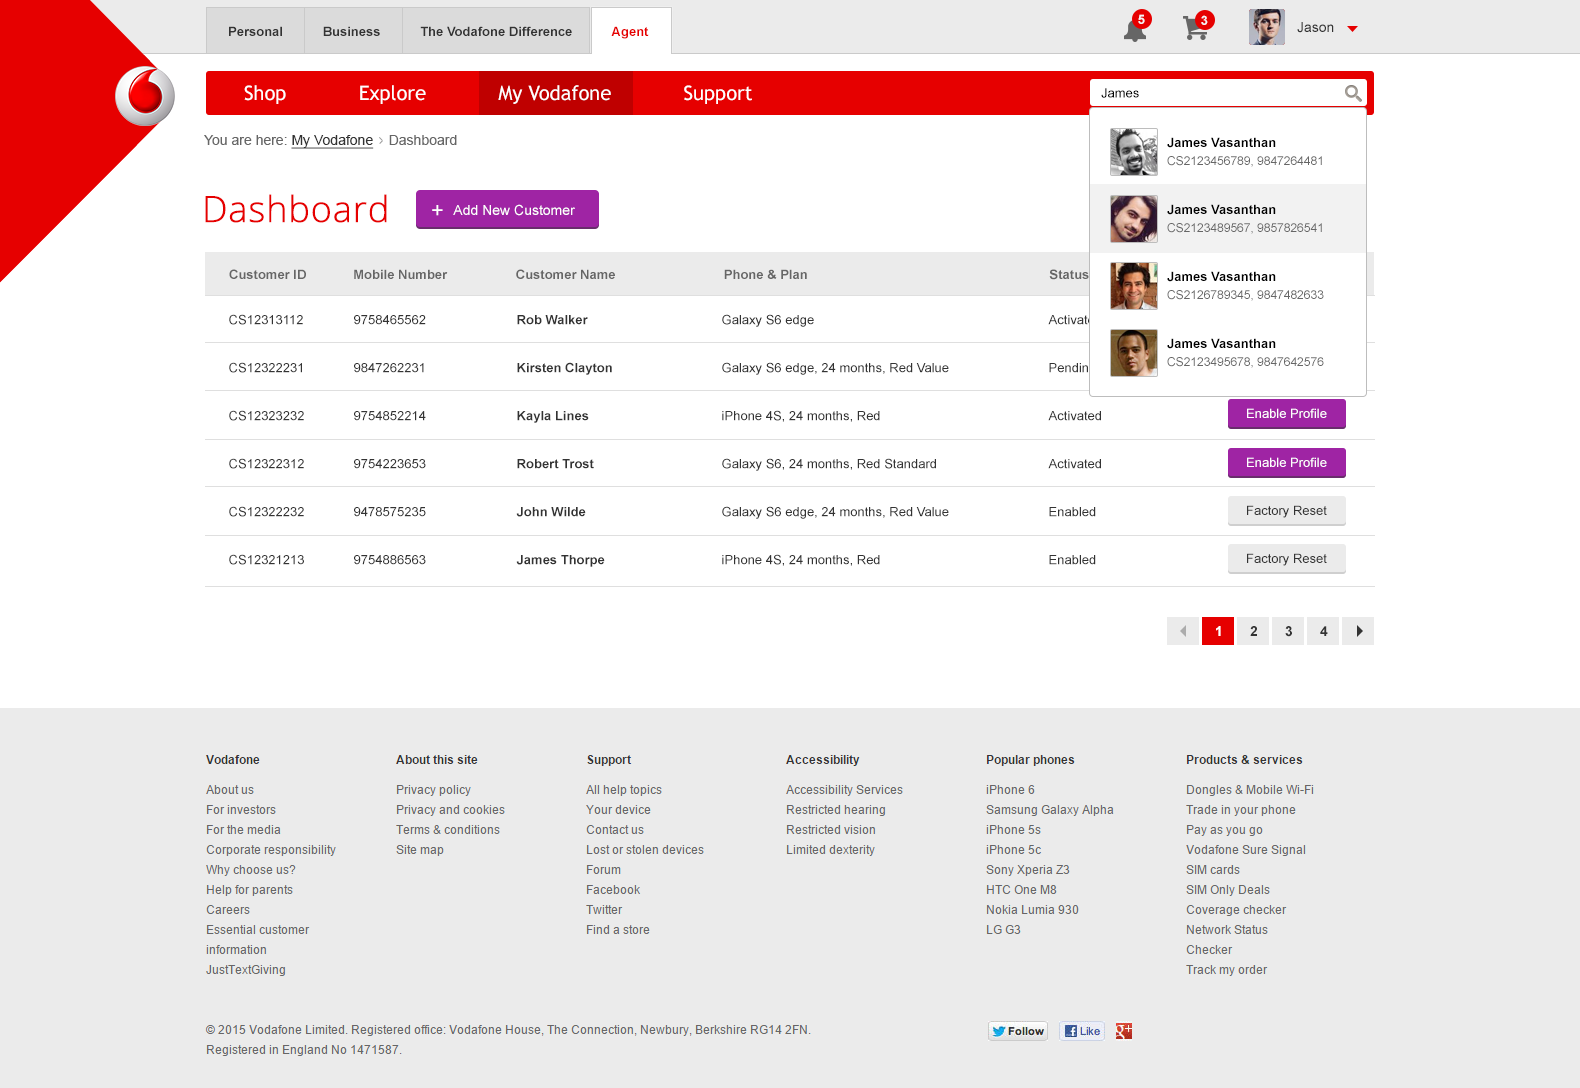 Personal Business The Vodafone Difference Agent 5 3 Jason
Shop Explore My Vodafone Support James
You are here: My Vodafone › Dashboard
James Vasanthan
CS2123456789, 9847264481
James Vasanthan
CS2123489567, 9857826541
James Vasanthan
CS2126789345, 9847482633
James Vasanthan
CS2123495678, 9847642576
Dashboard + Add New Customer
Customer ID Mobile Number Customer Name Phone & Plan Status
CS12313112 9758465562 Rob Walker Galaxy S6 edge Activat
CS12322231 9847262231 Kirsten Clayton Galaxy S6 edge, 24 months, Red Value Pendin
CS12323232 9754852214 Kayla Lines iPhone 4S, 24 months, Red Activated Enable Profile
CS12322312 9754223653 Robert Trost Galaxy S6, 24 months, Red Standard Activated Enable Profile
CS12322232 9478575235 John Wilde Galaxy S6 edge, 24 months, Red Value Enabled Factory Reset
CS12321213 9754886563 James Thorpe iPhone 4S, 24 months, Red Enabled Factory Reset
1 2 3 4
Vodafone
About us
For investors
For the media
Corporate responsibility
Why choose us?
Help for parents
Careers
Essential customer
information
JustTextGiving
About this site
Privacy policy
Privacy and cookies
Terms & conditions
Site map
Support
All help topics
Your device
Contact us
Lost or stolen devices
Forum
Facebook
Twitter
Find a store
Accessibility
Accessibility Services
Restricted hearing
Restricted vision
Limited dexterity
Popular phones
iPhone 6
Samsung Galaxy Alpha
iPhone 5s
iPhone 5c
Sony Xperia Z3
HTC One M8
Nokia Lumia 930
LG G3
Products & services
Dongles & Mobile Wi-Fi
Trade in your phone
Pay as you go
Vodafone Sure Signal
SIM cards
SIM Only Deals
Coverage checker
Network Status
Checker
Track my order
© 2015 Vodafone Limited. Registered office: Vodafone House, The Connection, Newbury, Berkshire RG14 2FN.
Registered in England No 1471587.
Follow Like g+